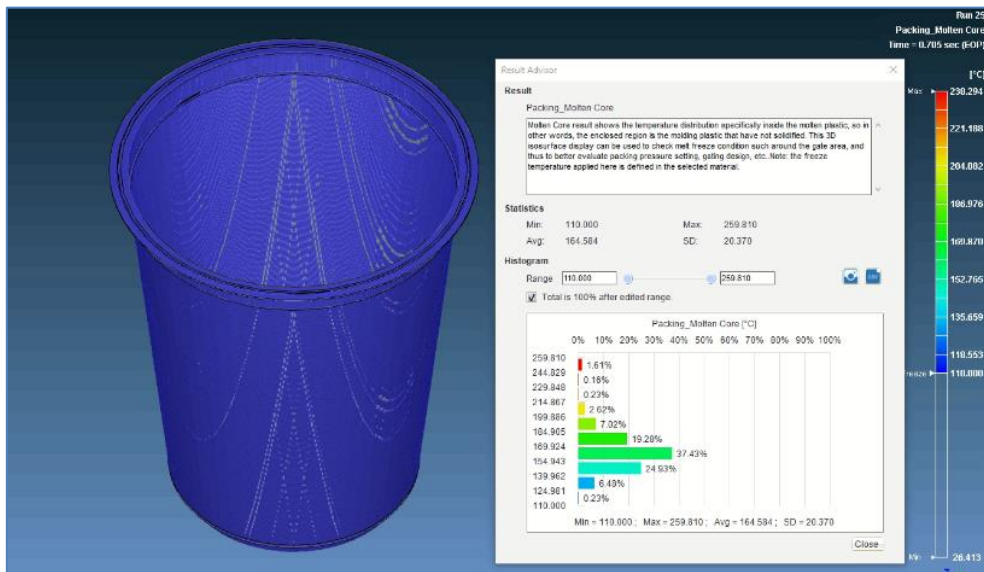 Run 25
Packing_Molten Core
Time = 0.705 sec (EOP)
[°C]
Max
238.294
221.188
204.082
186.976
169.870
152.765
135.659
118.553
110.000
Min
26.413
Result Advisor
Result
Packing_Molten Core
Molten Core result shows the temperature distribution specifically inside the molten plastic, so in
other words, the enclosed region is the molding plastic that have not solidified. This 3D
isosurface display can be used to check melt freeze condition such around the gate area, and
thus to better evaluate packing pressure setting, gating design, etc..Note: the freeze
temperature applied here is defined in the selected material.
Statistics
Min: 110.000 Max: 259.810
Avg: 164.584 SD: 20.370
Histogram
Range 110.000 259.810
Total is 100% after edited range.
Packing_Molten Core [°C]
0% 10% 20% 30% 40% 50% 60% 70% 80% 90% 100%
259.810
1.61%
244.829
0.16%
229.848
0.23%
214.867
2.62%
199.886
7.02%
184.905
19.28%
169.924
37.43%
154.943
24.93%
139.962
6.48%
124.981
0.23%
110.000
Min = 110.000 ; Max = 259.810 ; Avg = 164.584 ; SD = 20.370
Close